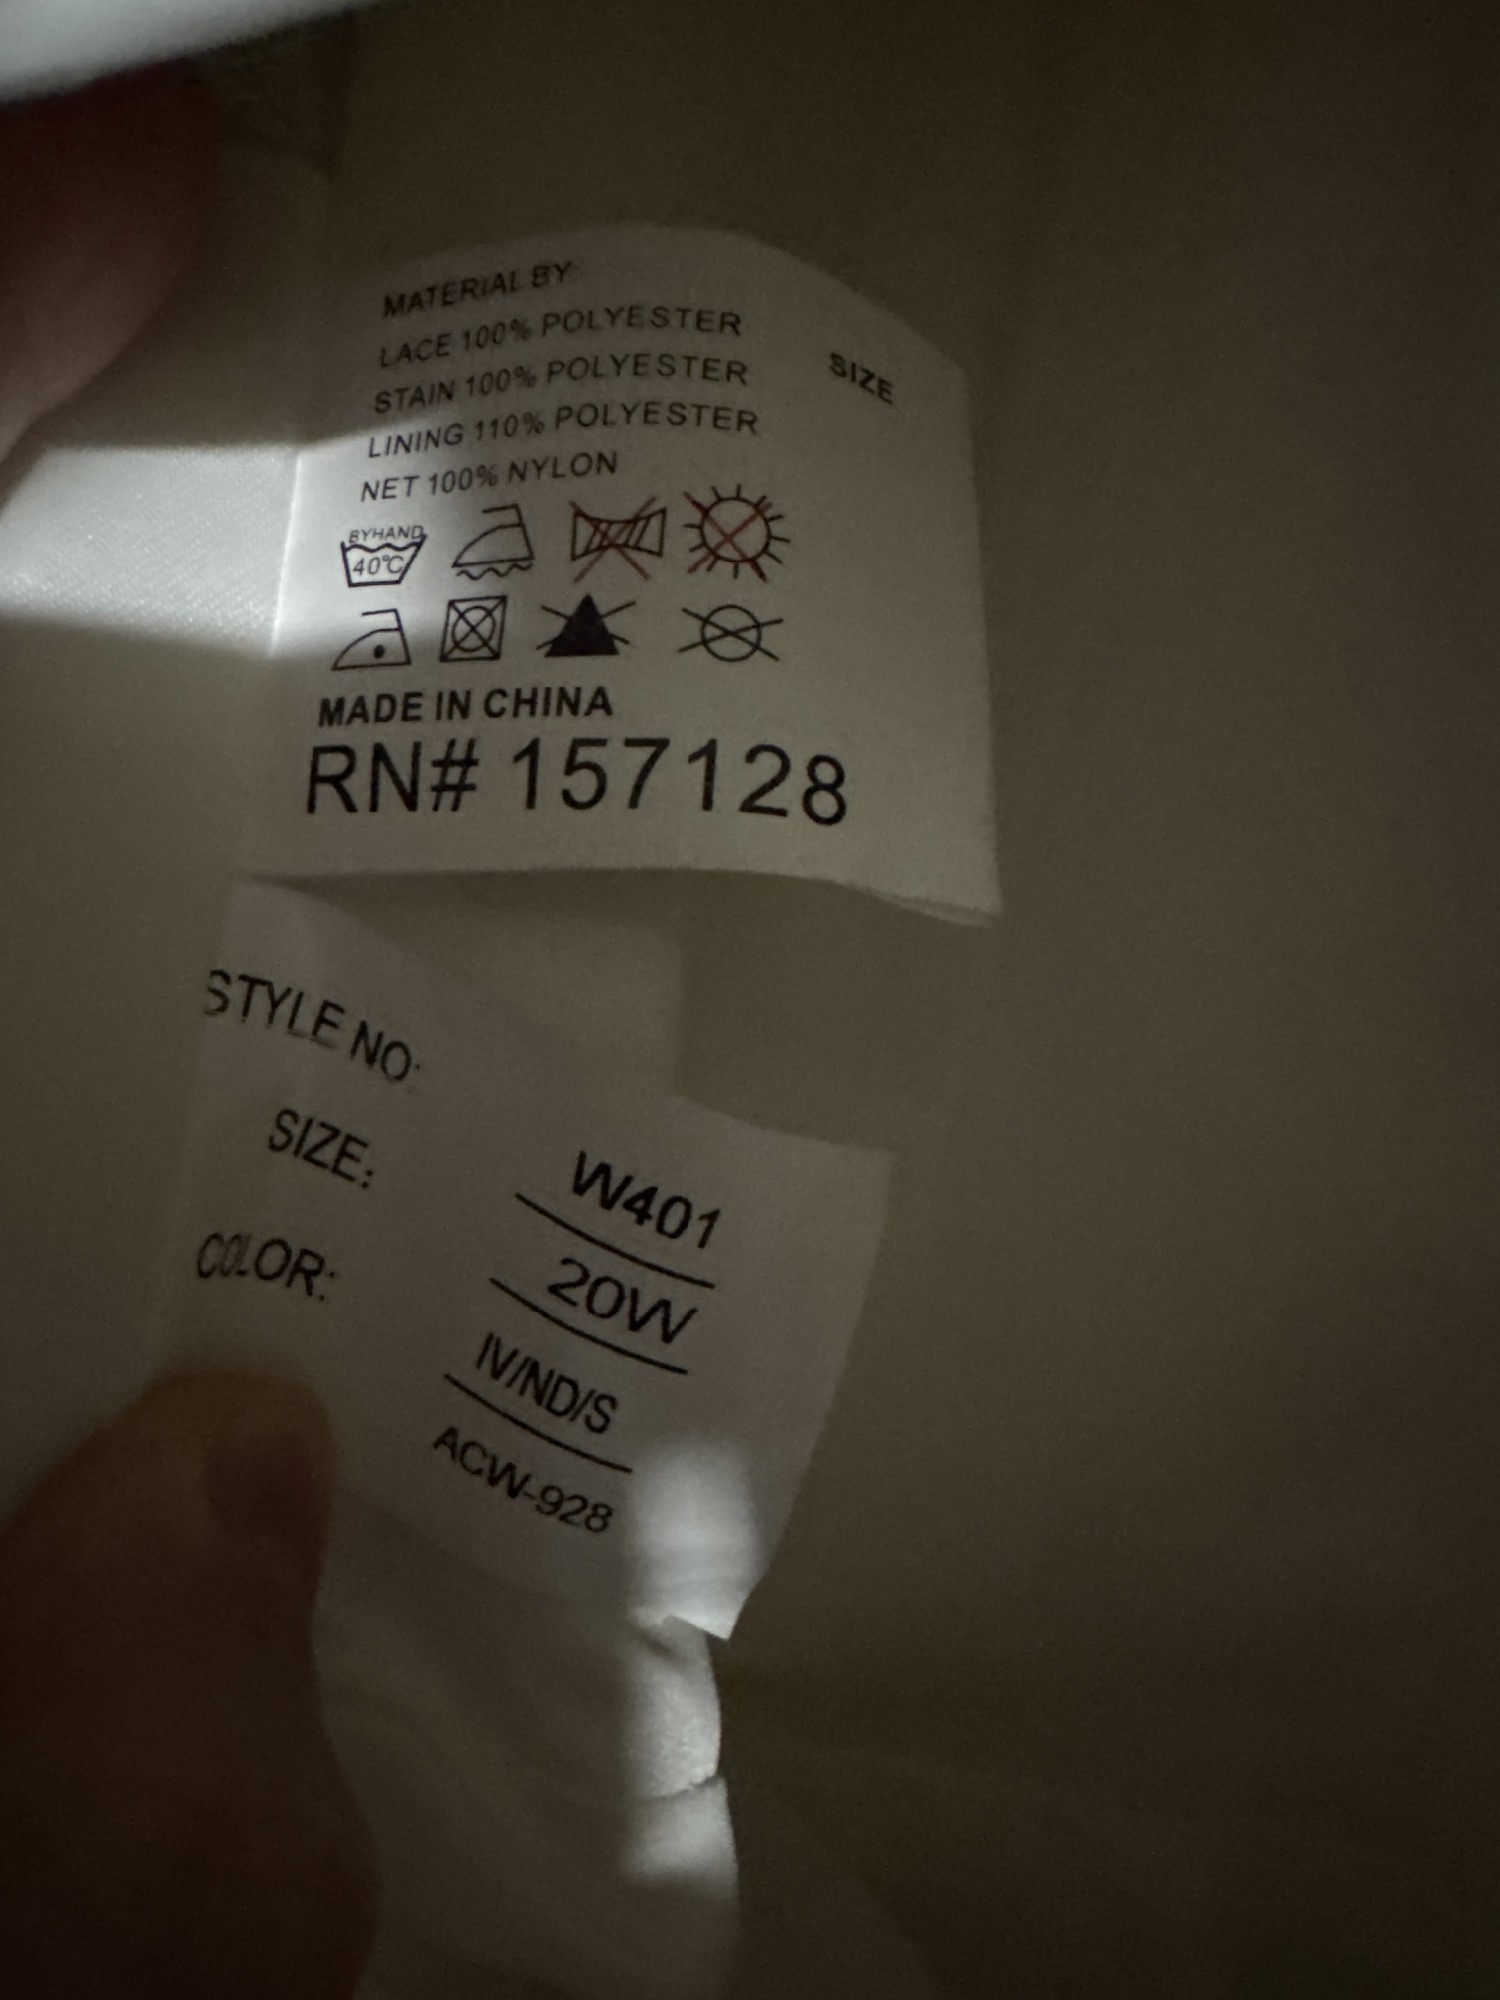 MATERIAL BY:
LACE 100% POLYESTER
STAIN 100% POLYESTER
SIZE
LINING 110% POLYESTER
NET 100% NYLON
BYHAND
40°C
MADE IN CHINA
RN# 157128
STYLE NO:
W401
SIZE:
20W
COLOR:
IV/ND/S
ACW-928